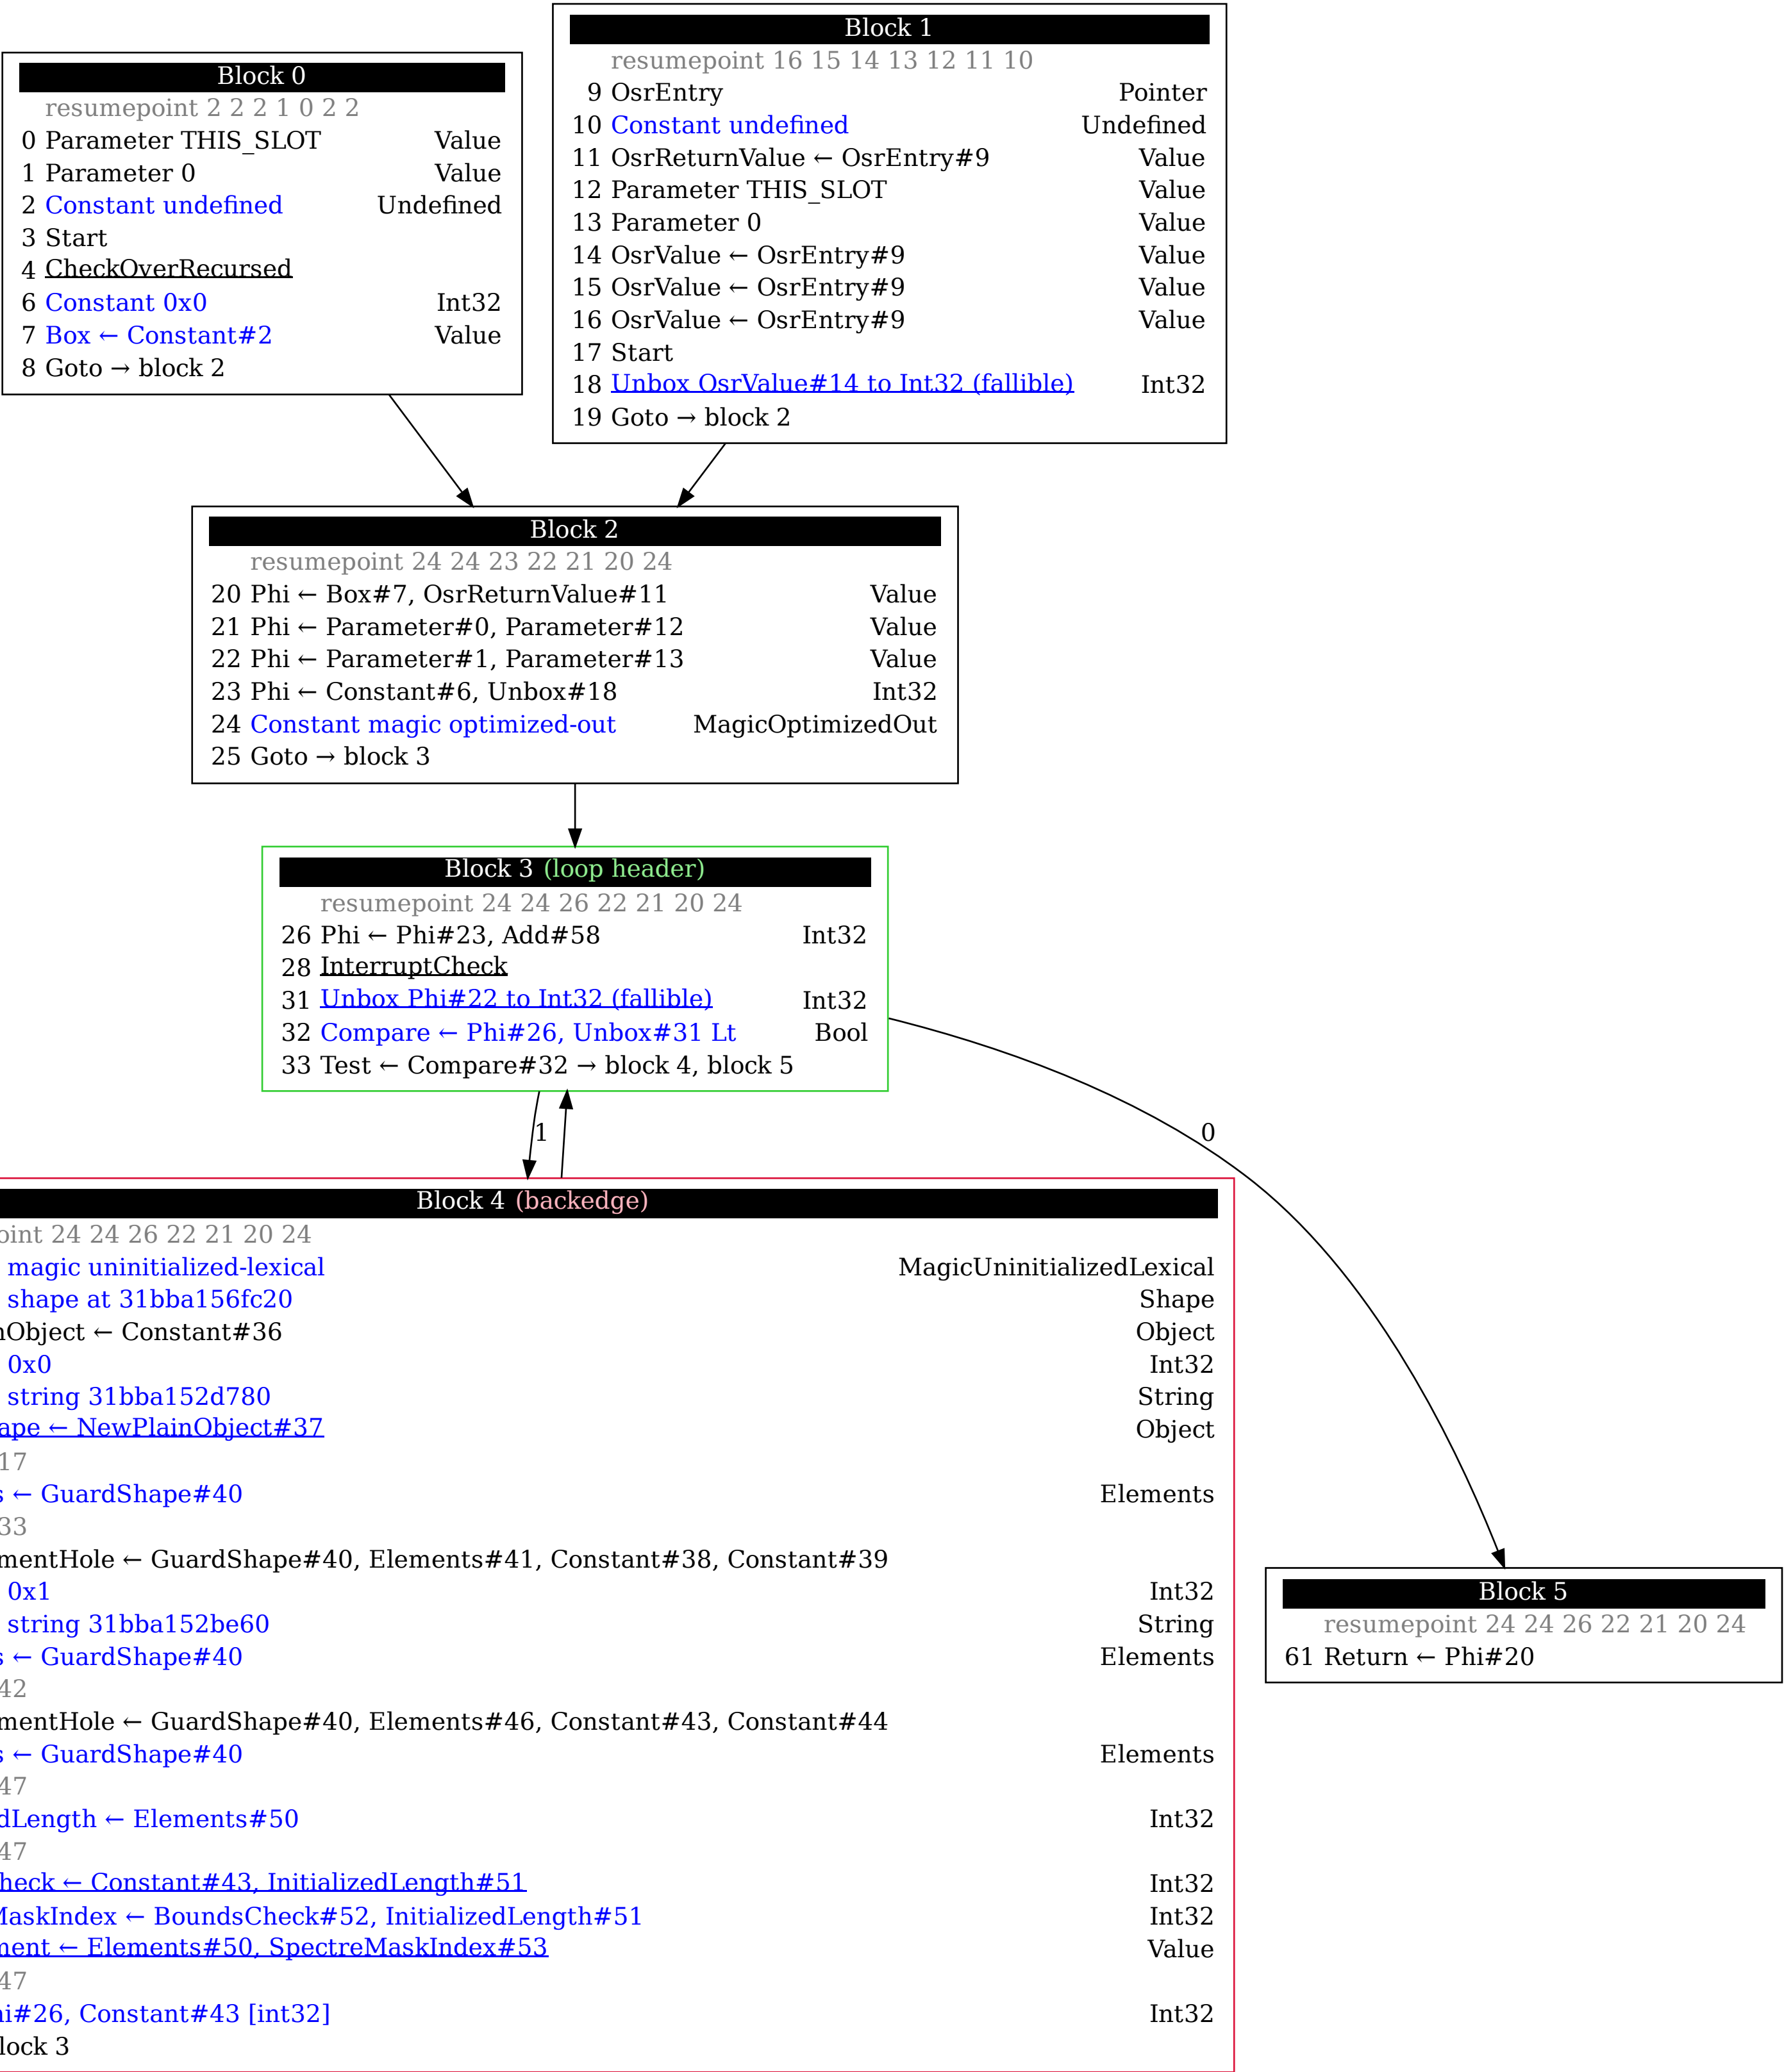 Block 0
resumepoint 2 2 2 1 0 2 2
0 Parameter THIS_SLOT Value
1 Parameter 0 Value
2 Constant undefined Undefined
3 Start
4 CheckOverRecursed
6 Constant 0x0 Int32
7 Box ← Constant#2 Value
8 Goto → block 2
Block 1
resumepoint 16 15 14 13 12 11 10
9 OsrEntry Pointer
10 Constant undefined Undefined
11 OsrReturnValue ← OsrEntry#9 Value
12 Parameter THIS_SLOT Value
13 Parameter 0 Value
14 OsrValue ← OsrEntry#9 Value
15 OsrValue ← OsrEntry#9 Value
16 OsrValue ← OsrEntry#9 Value
17 Start
18 Unbox OsrValue#14 to Int32 (fallible) Int32
19 Goto → block 2
Block 2
resumepoint 24 24 23 22 21 20 24
20 Phi ← Box#7, OsrReturnValue#11 Value
21 Phi ← Parameter#0, Parameter#12 Value
22 Phi ← Parameter#1, Parameter#13 Value
23 Phi ← Constant#6, Unbox#18 Int32
24 Constant magic optimized-out MagicOptimizedOut
25 Goto → block 3
Block 3 (loop header)
resumepoint 24 24 26 22 21 20 24
26 Phi ← Phi#23, Add#58 Int32
28 InterruptCheck
31 Unbox Phi#22 to Int32 (fallible) Int32
32 Compare ← Phi#26, Unbox#31 Lt Bool
33 Test ← Compare#32 → block 4, block 5
1
0
Block 4 (backedge)
oint 24 24 26 22 21 20 24
magic uninitialized-lexical MagicUninitializedLexical
shape at 31bba156fc20 Shape
nObject ← Constant#36 Object
0x0 Int32
string 31bba152d780 String
ape ← NewPlainObject#37 Object
17
s ← GuardShape#40 Elements
33
mentHole ← GuardShape#40, Elements#41, Constant#38, Constant#39
0x1 Int32
string 31bba152be60 String
s ← GuardShape#40 Elements
42
mentHole ← GuardShape#40, Elements#46, Constant#43, Constant#44
s ← GuardShape#40 Elements
47
dLength ← Elements#50 Int32
47
heck ← Constant#43, InitializedLength#51 Int32
MaskIndex ← BoundsCheck#52, InitializedLength#51 Int32
ment ← Elements#50, SpectreMaskIndex#53 Value
47
hi#26, Constant#43 [int32] Int32
lock 3
Block 5
resumepoint 24 24 26 22 21 20 24
61 Return ← Phi#20